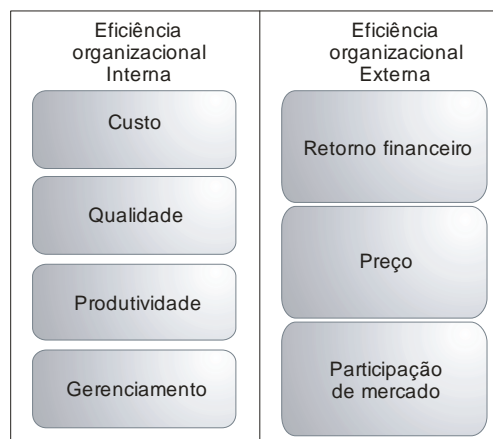 Eficiência
organizacional
Interna
Custo
Qualidade
Produtividade
Gerenciamento
Eficiência
organizacional
Externa
Retorno financeiro
Preço
Participação
de mercado